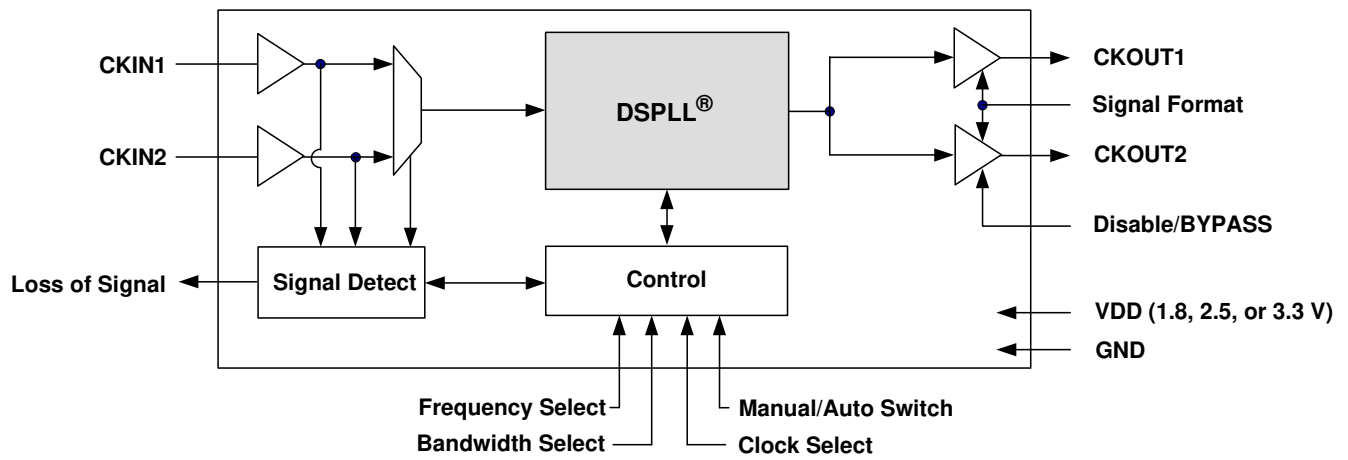 CKIN1
CKIN2
DSPLL®
CKOUT1
Signal Format
CKOUT2
Disable/BYPASS
Loss of Signal
Signal Detect
Control
VDD (1.8, 2.5, or 3.3 V)
GND
Frequency Select
Manual/Auto Switch
Bandwidth Select
Clock Select